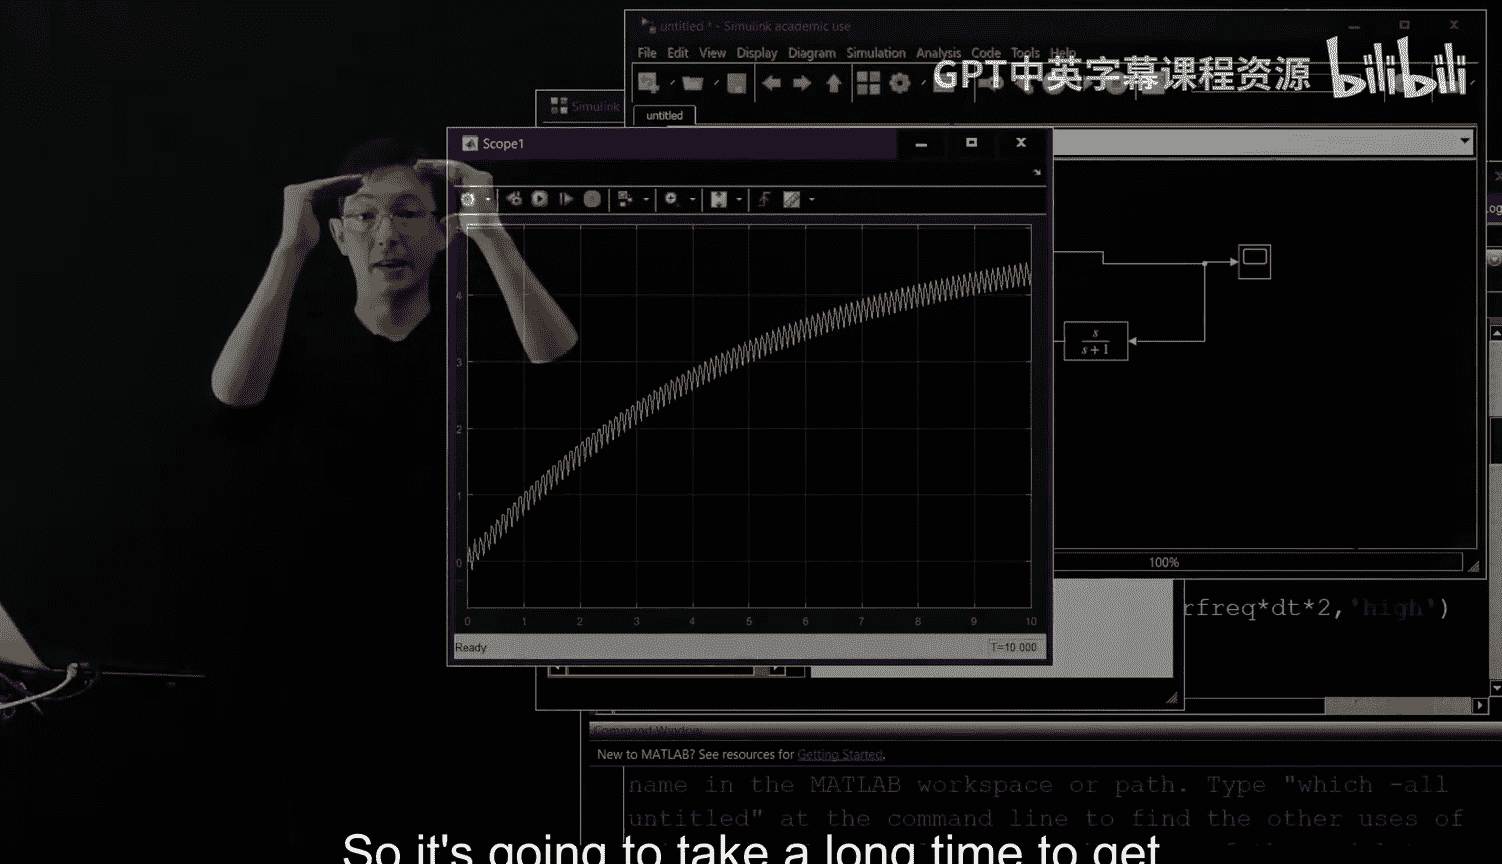 untitled * - Simulink academic use
File Edit View Display Diagram Simulation Analysis Code Tools Help
GPT中英字幕课程资源 bilibili
Simulink
untitled
Scope1
Log
s
s+1
4
3
2
1
0
0 1 2 3 4 5 6 7 8 9 10
Ready T=10.000
100%
rfreq*dt*2,'high')
Command Window
New to MATLAB? See resources for Getting Started.
name in the MATLAB workspace or path. Type "which -all
untitled" at the command line to find the other uses of
So it's going to take a long time to get